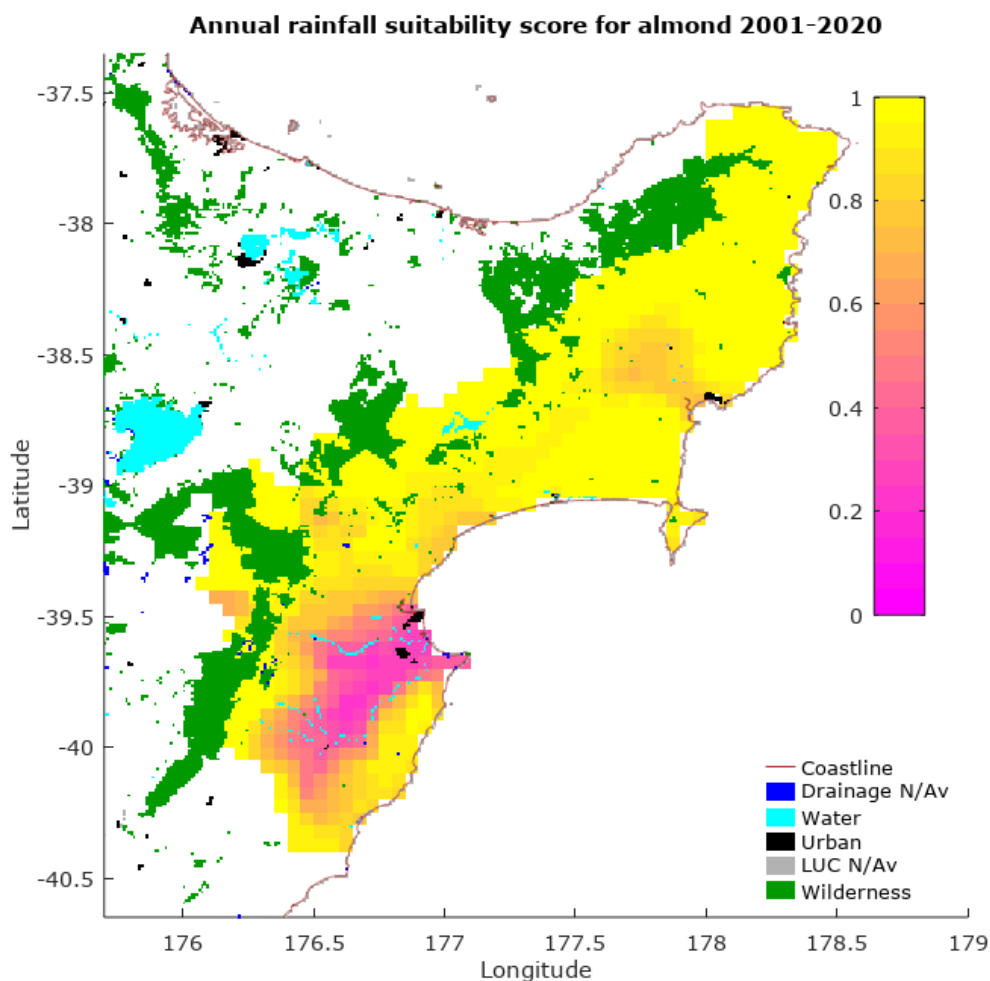 Annual rainfall suitability score for almond 2001-2020
-37.5
-38
-38.5
-39
-39.5
-40
-40.5
Latitude
176
176.5
177
177.5
178
178.5
179
Longitude
1
0.8
0.6
0.4
0.2
0
Coastline
Drainage N/Av
Water
Urban
LUC N/Av
Wilderness